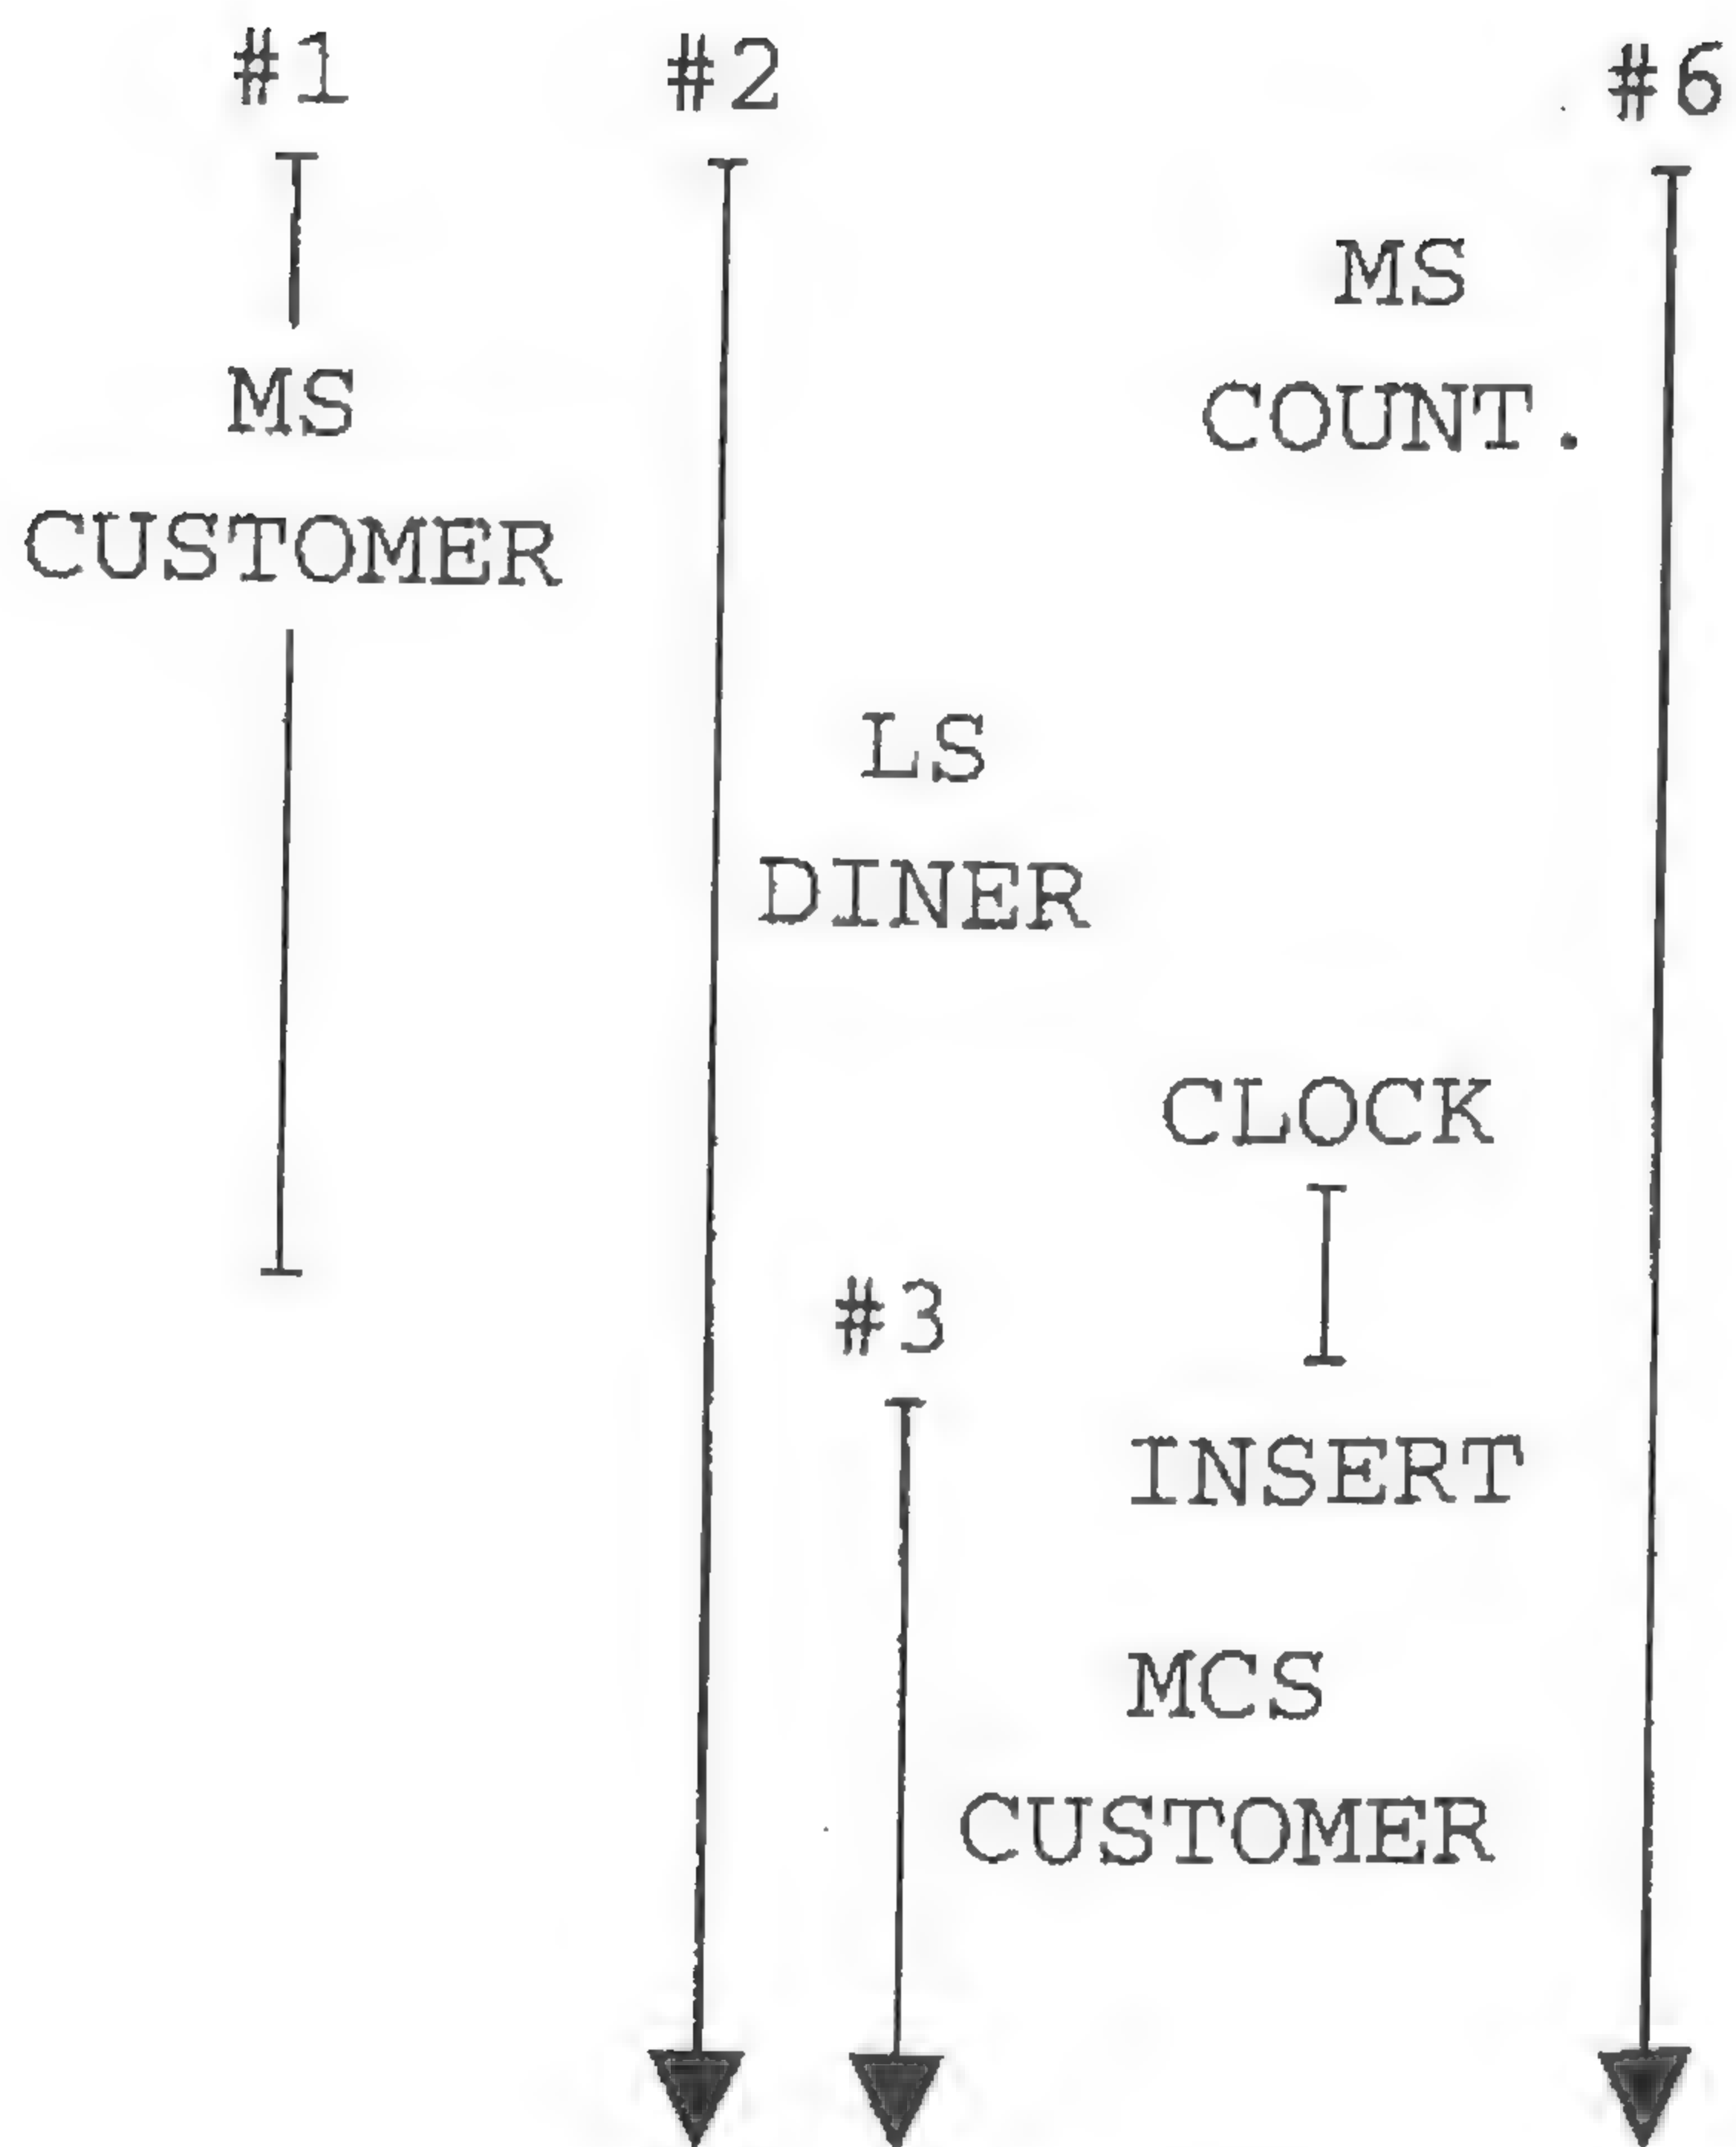 #1 #2 #6
MS
COUNT.
MS
CUSTOMER
LS
DINER
CLOCK
#3
INSERT
MCS
CUSTOMER